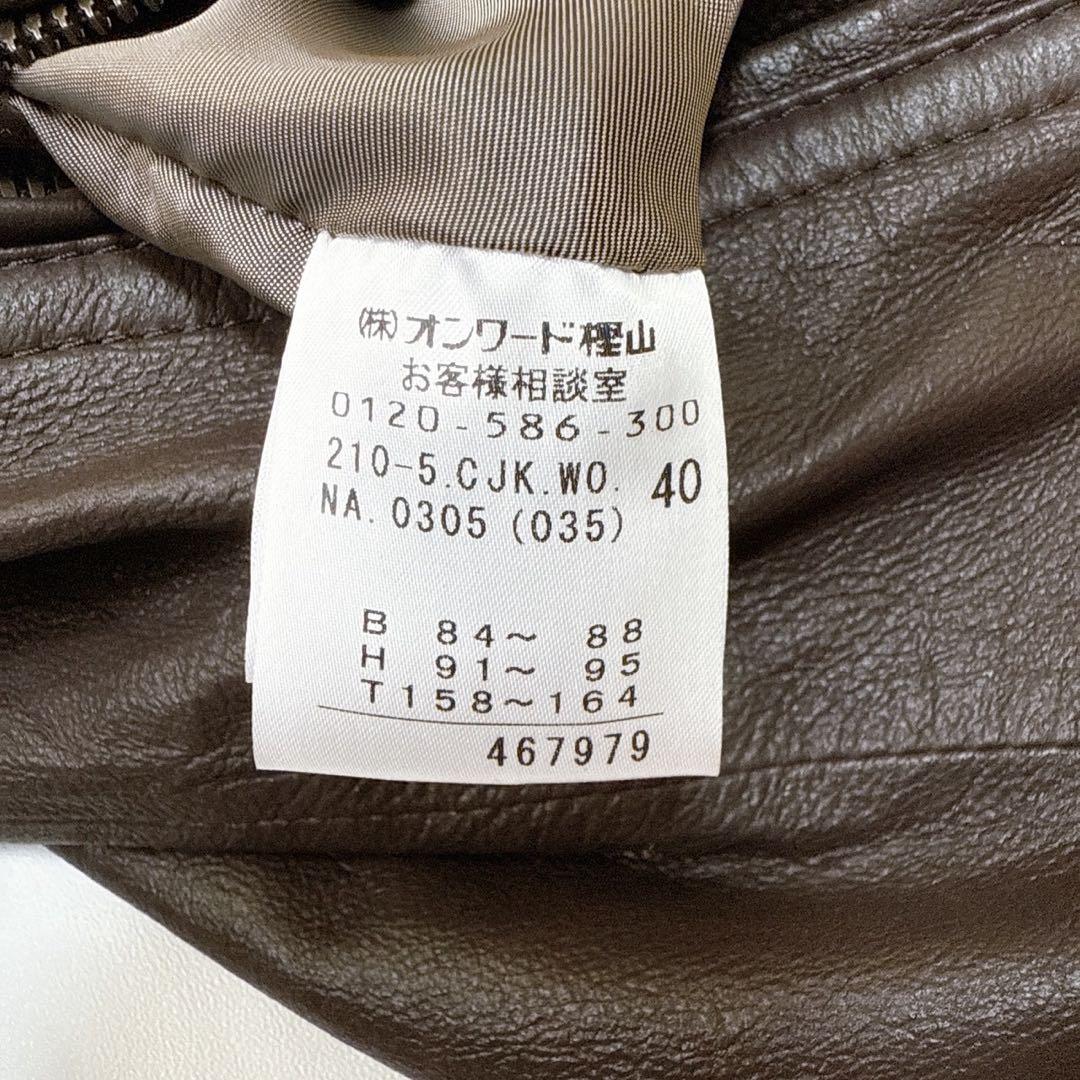 (株)オンワード樫山
お客様相談室
0120-586-300
210-5.CJK.WO. 40
NA.0305 (035)
B 84~ 88
H 91~ 95
T158~164
467979